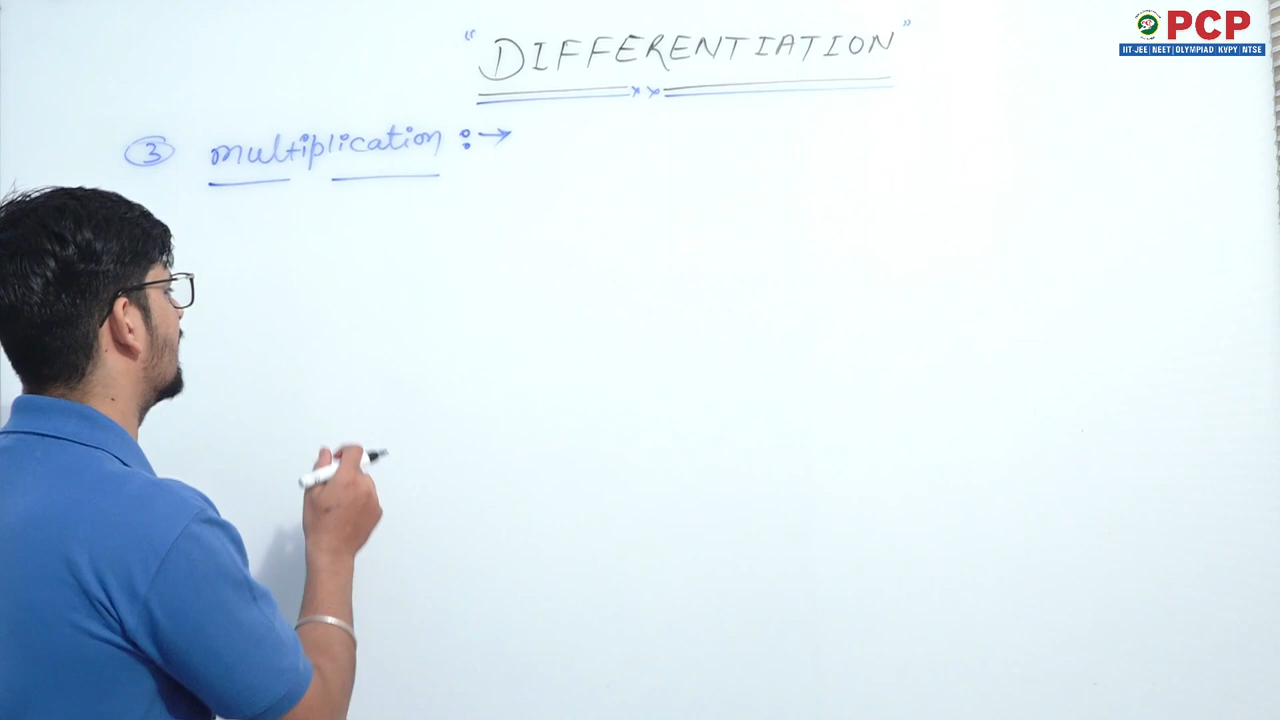 PCP
IIT-JEE|NEET|OLYMPIAD KVPY|NTSE
"DIFFERENTIATION"
③ multiplication :→